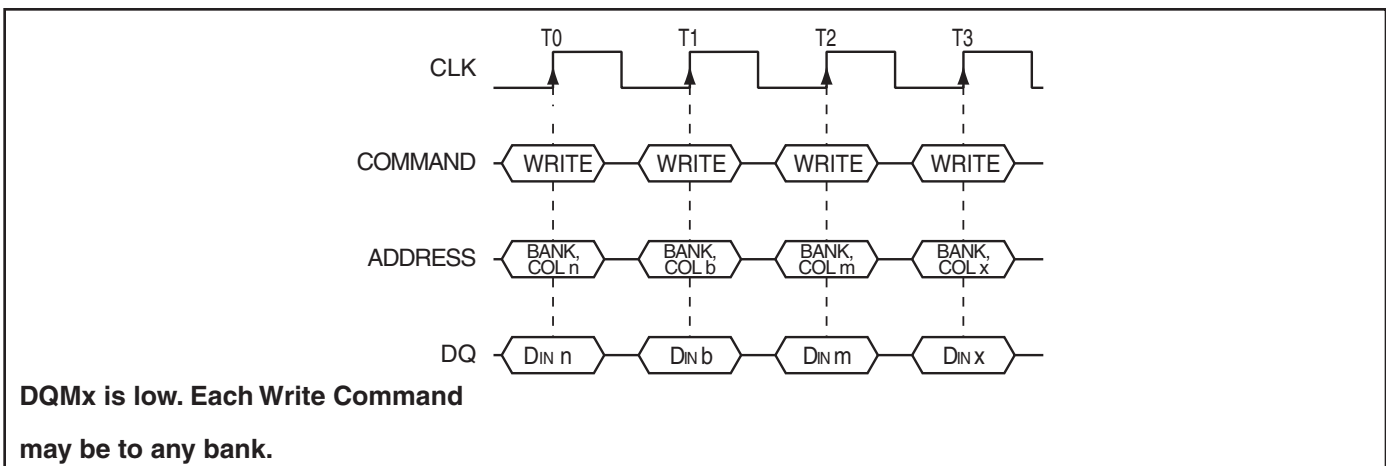 T0 T1 T2 T3
CLK
COMMAND WRITE WRITE WRITE WRITE
ADDRESS BANK, COL n BANK, COL b BANK, COL m BANK, COL x
DQ DIN n DIN b DIN m DIN x
DQMx is low. Each Write Command
may be to any bank.